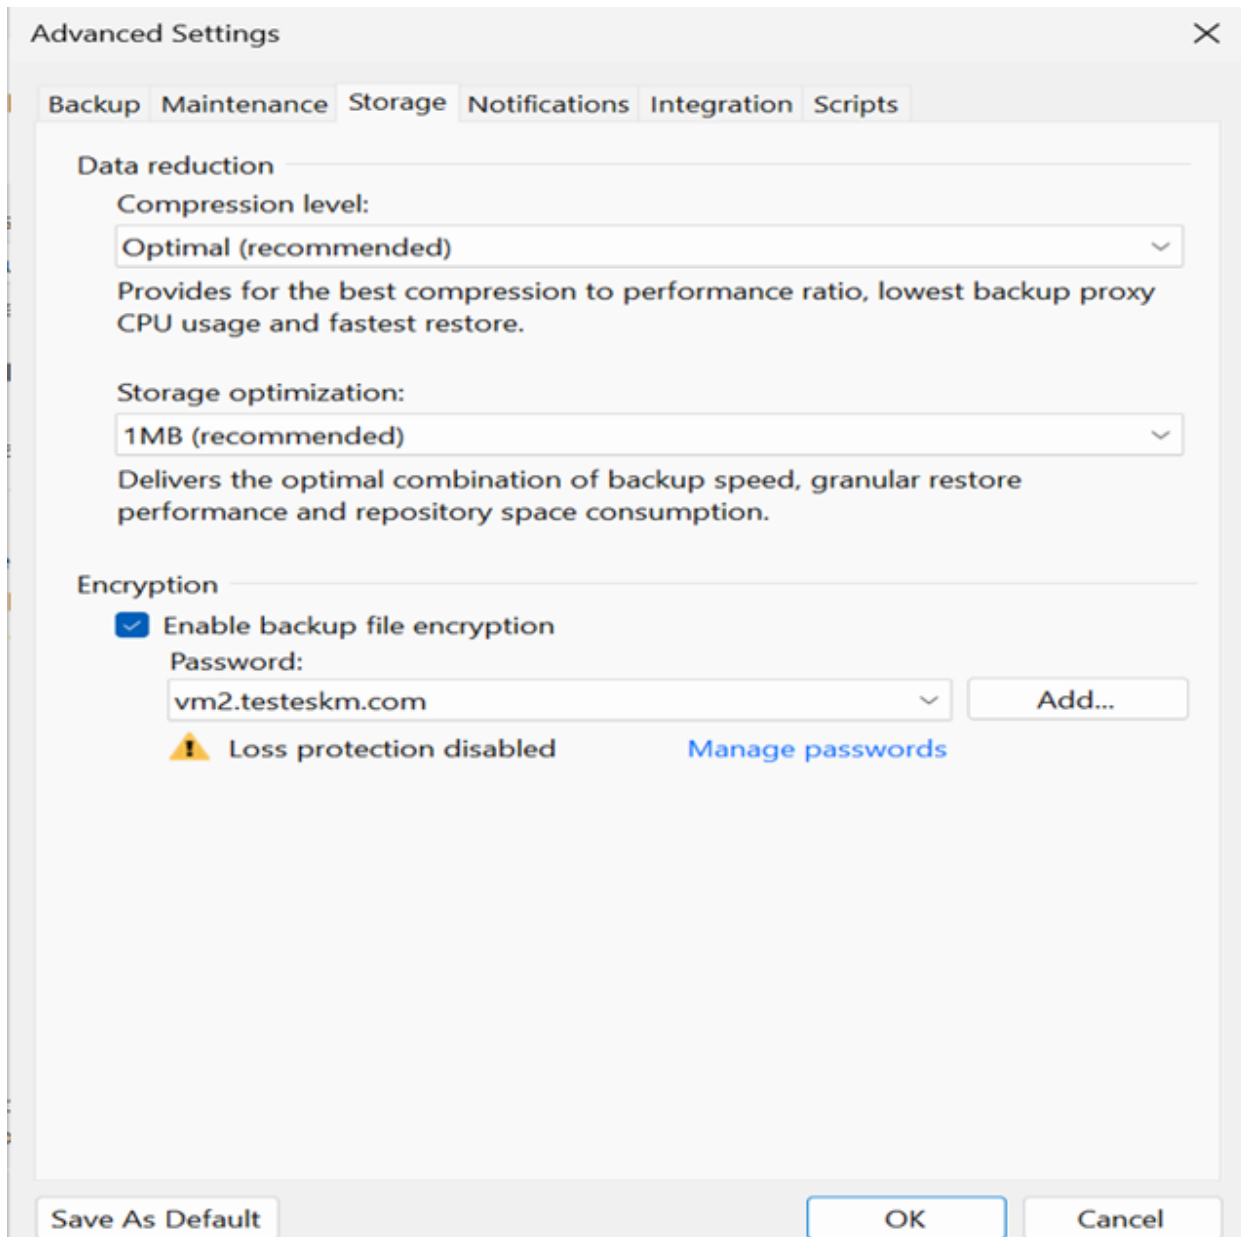 Advanced Settings
Backup Maintenance Storage Notifications Integration Scripts
Data reduction
Compression level:
Optimal (recommended)
Provides for the best compression to performance ratio, lowest backup proxy
CPU usage and fastest restore.
Storage optimization:
1MB (recommended)
Delivers the optimal combination of backup speed, granular restore
performance and repository space consumption.
Encryption
Enable backup file encryption
Password:
vm2.testeskm.com
Add...
Loss protection disabled Manage passwords
Save As Default OK Cancel